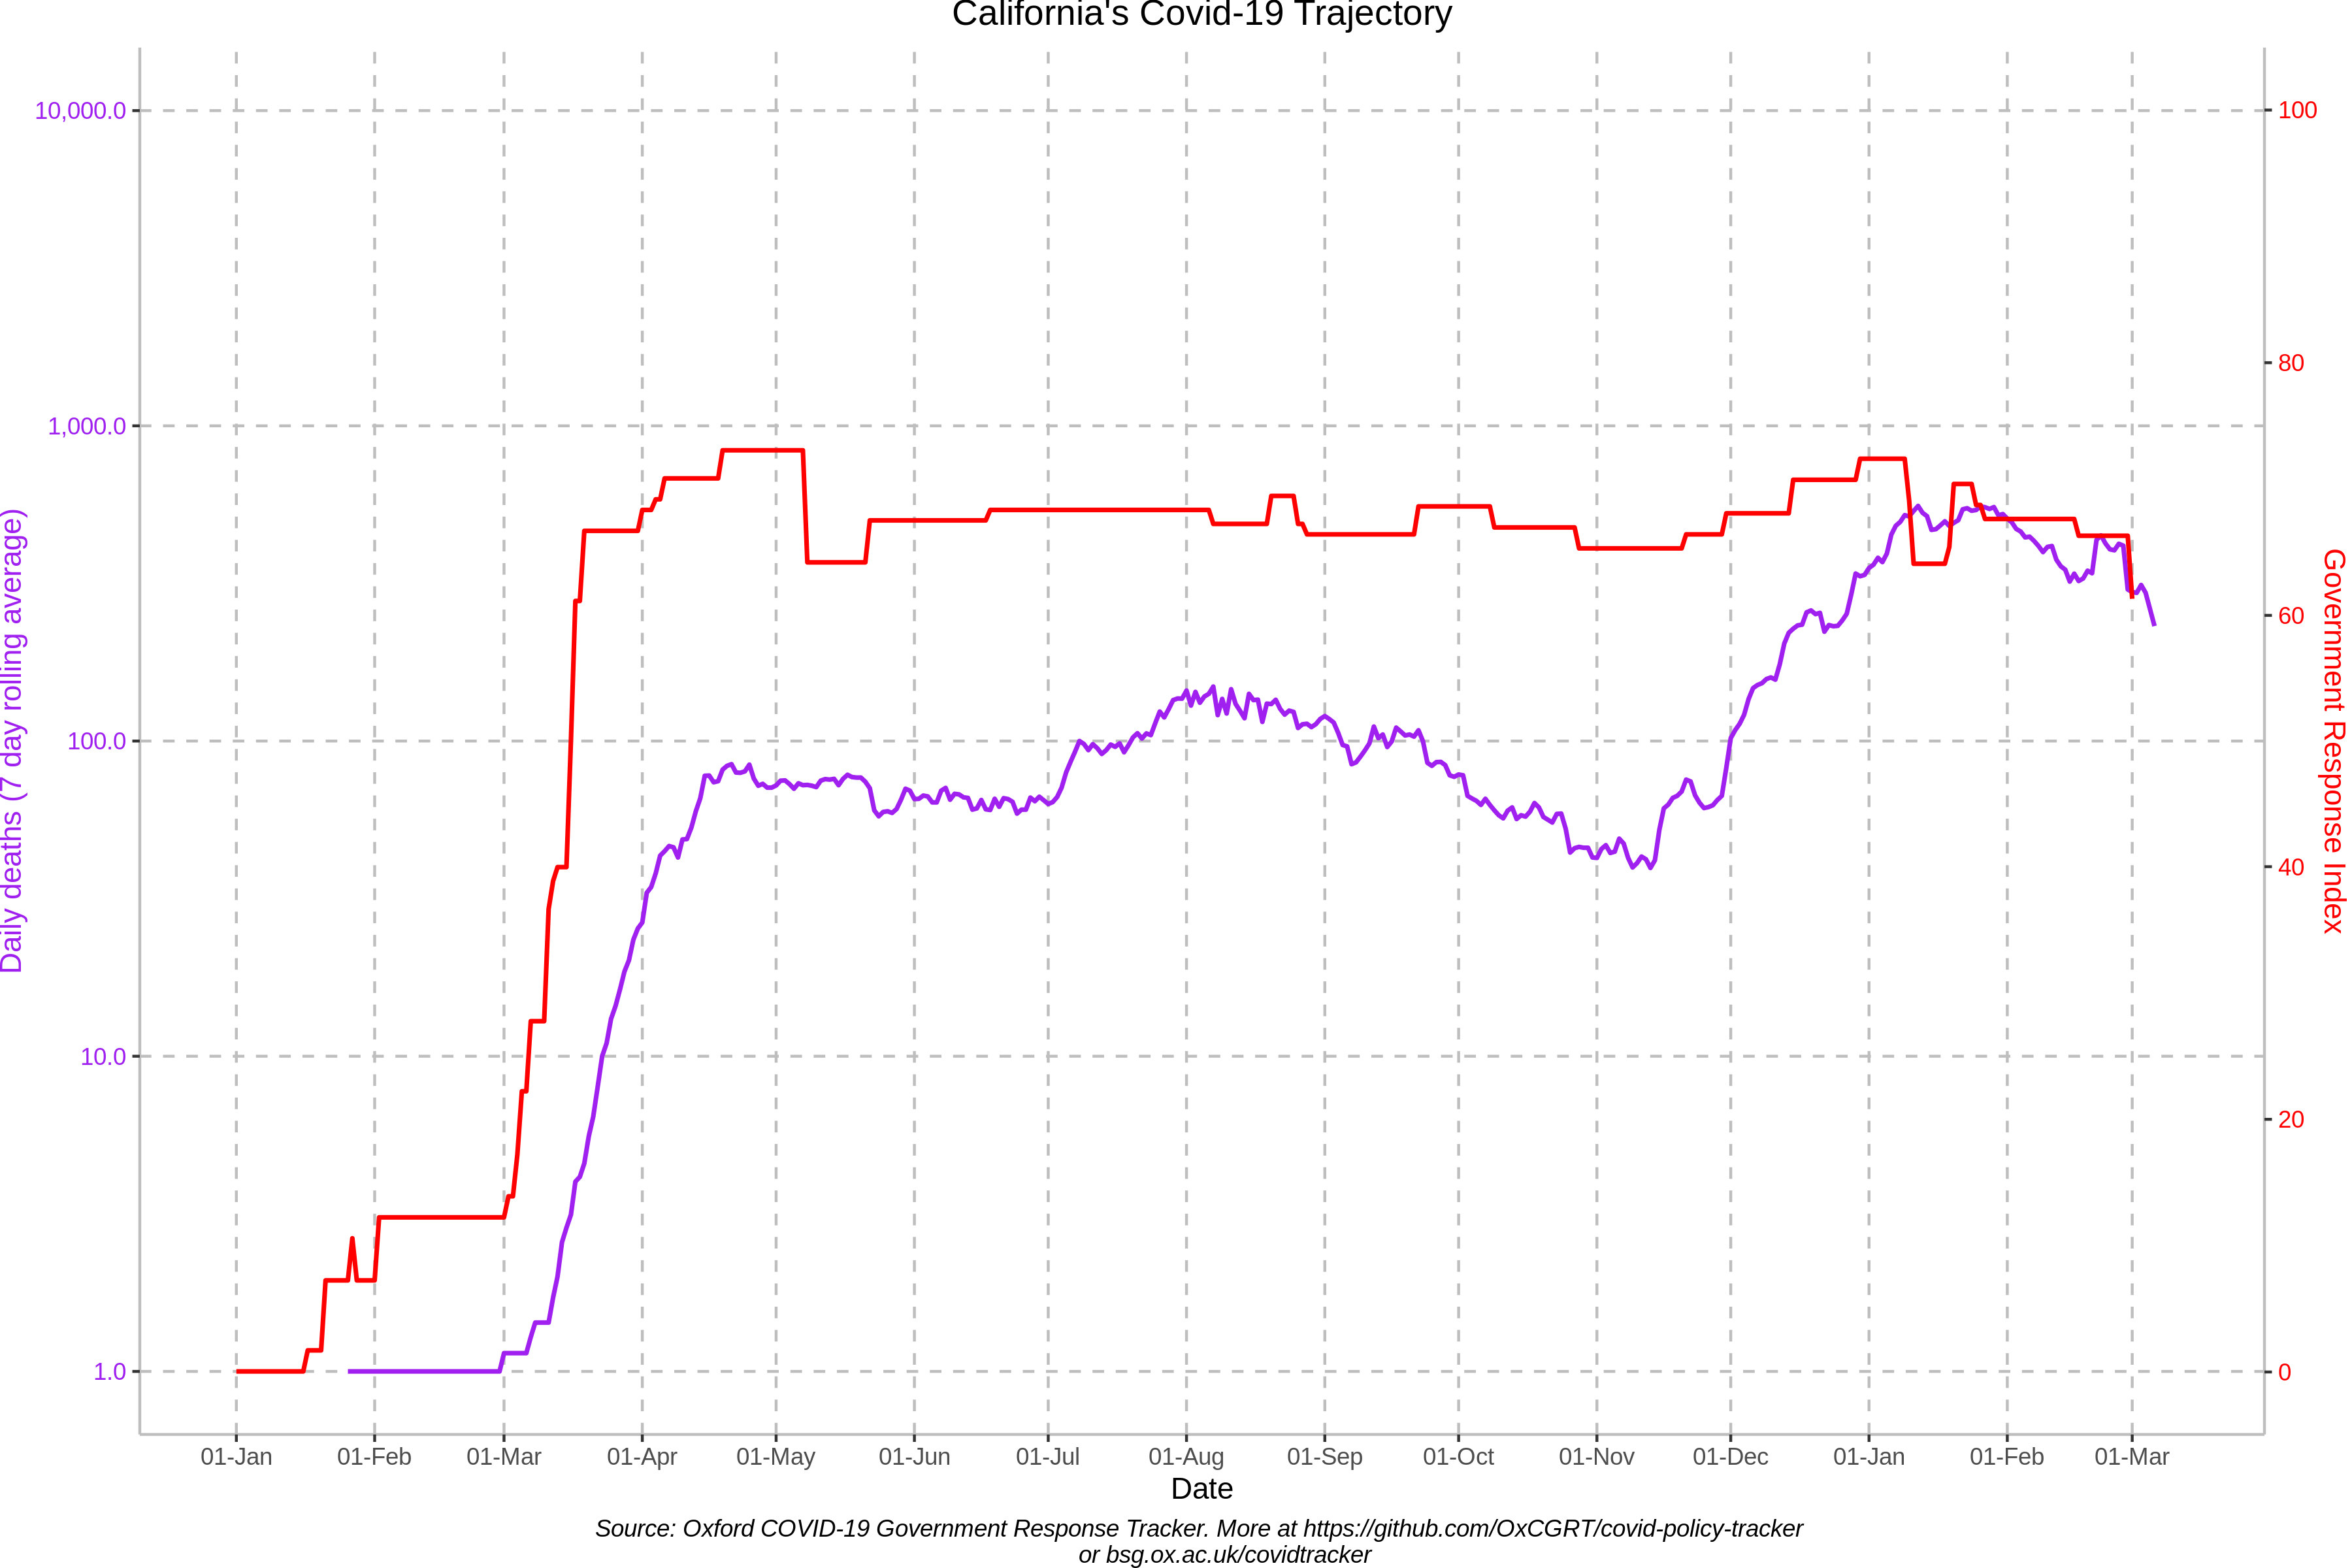 California's Covid-19 Trajectory
10,000.0
1,000.0
100.0
10.0
1.0
Daily deaths (7 day rolling average)
100
80
60
40
20
0
Government Response Index
01-Jan 01-Feb 01-Mar 01-Apr 01-May 01-Jun 01-Jul 01-Aug 01-Sep 01-Oct 01-Nov 01-Dec 01-Jan 01-Feb 01-Mar
Date
Source: Oxford COVID-19 Government Response Tracker. More at https://github.com/OxCGRT/covid-policy-tracker
or bsg.ox.ac.uk/covidtracker